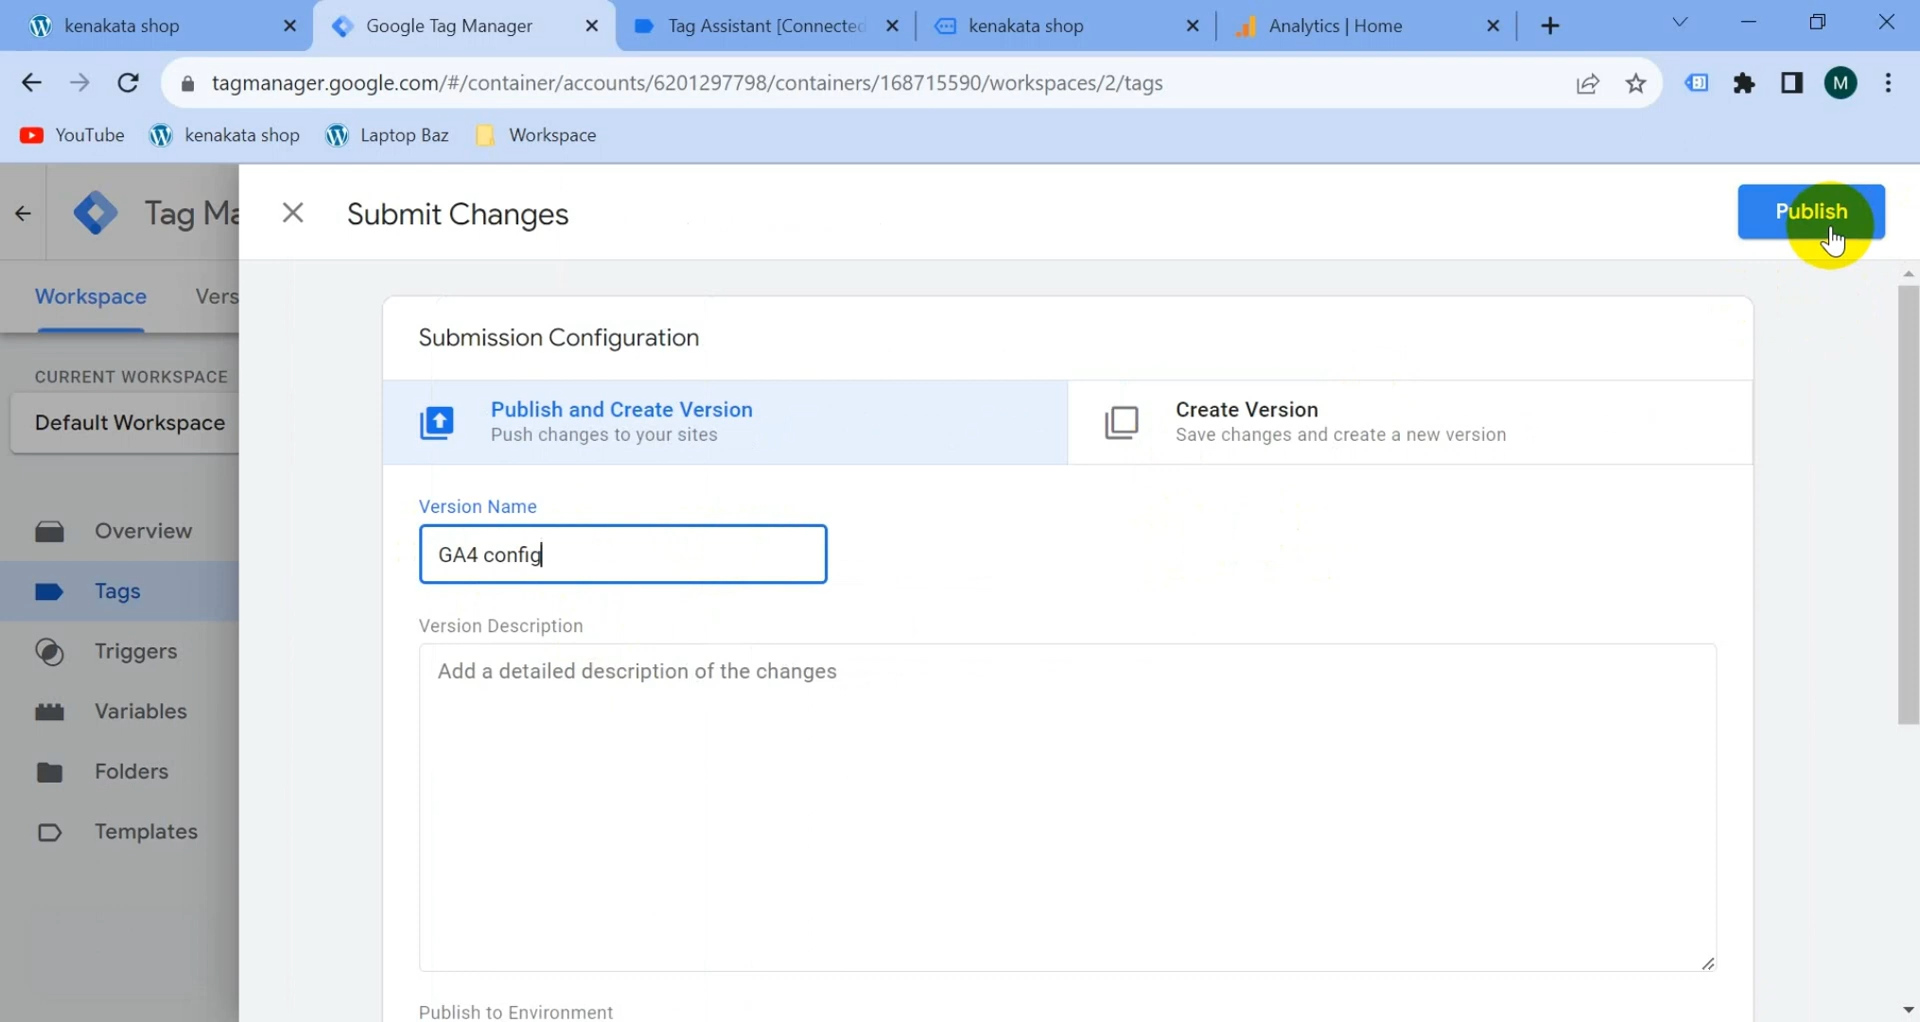 kenakata shop
Google Tag Manager
Tag Assistant [Connected
kenakata shop
Analytics | Home
tagmanager.google.com/#/container/accounts/6201297798/containers/168715590/workspaces/2/tags
M
YouTube
kenakata shop
Laptop Baz
Workspace
Tag Ma
Submit Changes
Publish
Workspace
Vers
Submission Configuration
CURRENT WORKSPACE
Default Workspace
Publish and Create Version
Push changes to your sites
Create Version
Save changes and create a new version
Version Name
GA4 config
Overview
Tags
Triggers
Variables
Folders
Templates
Version Description
Add a detailed description of the changes
Publish to Environment